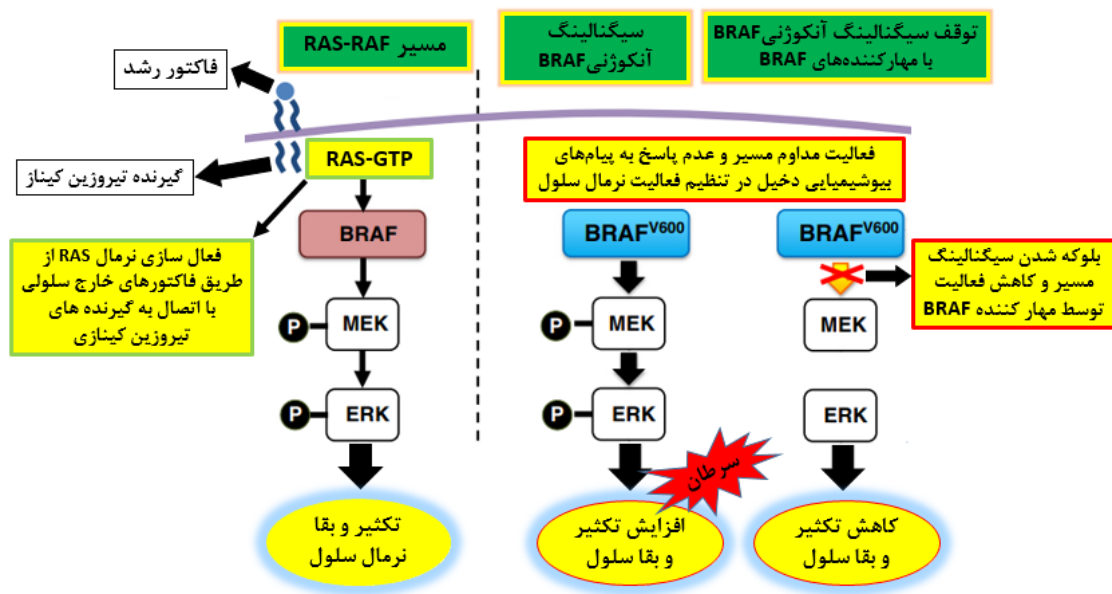 مسیر RAS-RAF
سیگنالینگ
آنکوژنی BRAF
توقف سیگنالینگ آنکوژنی BRAF
با مهارکننده‌های BRAF
فاکتور رشد
گیرنده تیروزین کیناز
RAS-GTP
فعال سازی نرمال RAS از
طریق فاکتورهای خارج سلولی
با اتصال به گیرنده های
تیروزین کینازی
BRAF
P
MEK
P
ERK
تکثیر و بقا
نرمال سلول
فعالیت مداوم مسیر و عدم پاسخ به پیام‌های
بیوشیمیایی دخیل در تنظیم فعالیت نرمال سلول
BRAFV600
P
MEK
P
ERK
سرطان
افزایش تکثیر
و بقا سلول
BRAFV600
بلوکه شدن سیگنالینگ
مسیر و کاهش فعالیت
توسط مهار کننده BRAF
MEK
ERK
کاهش تکثیر
و بقا سلول